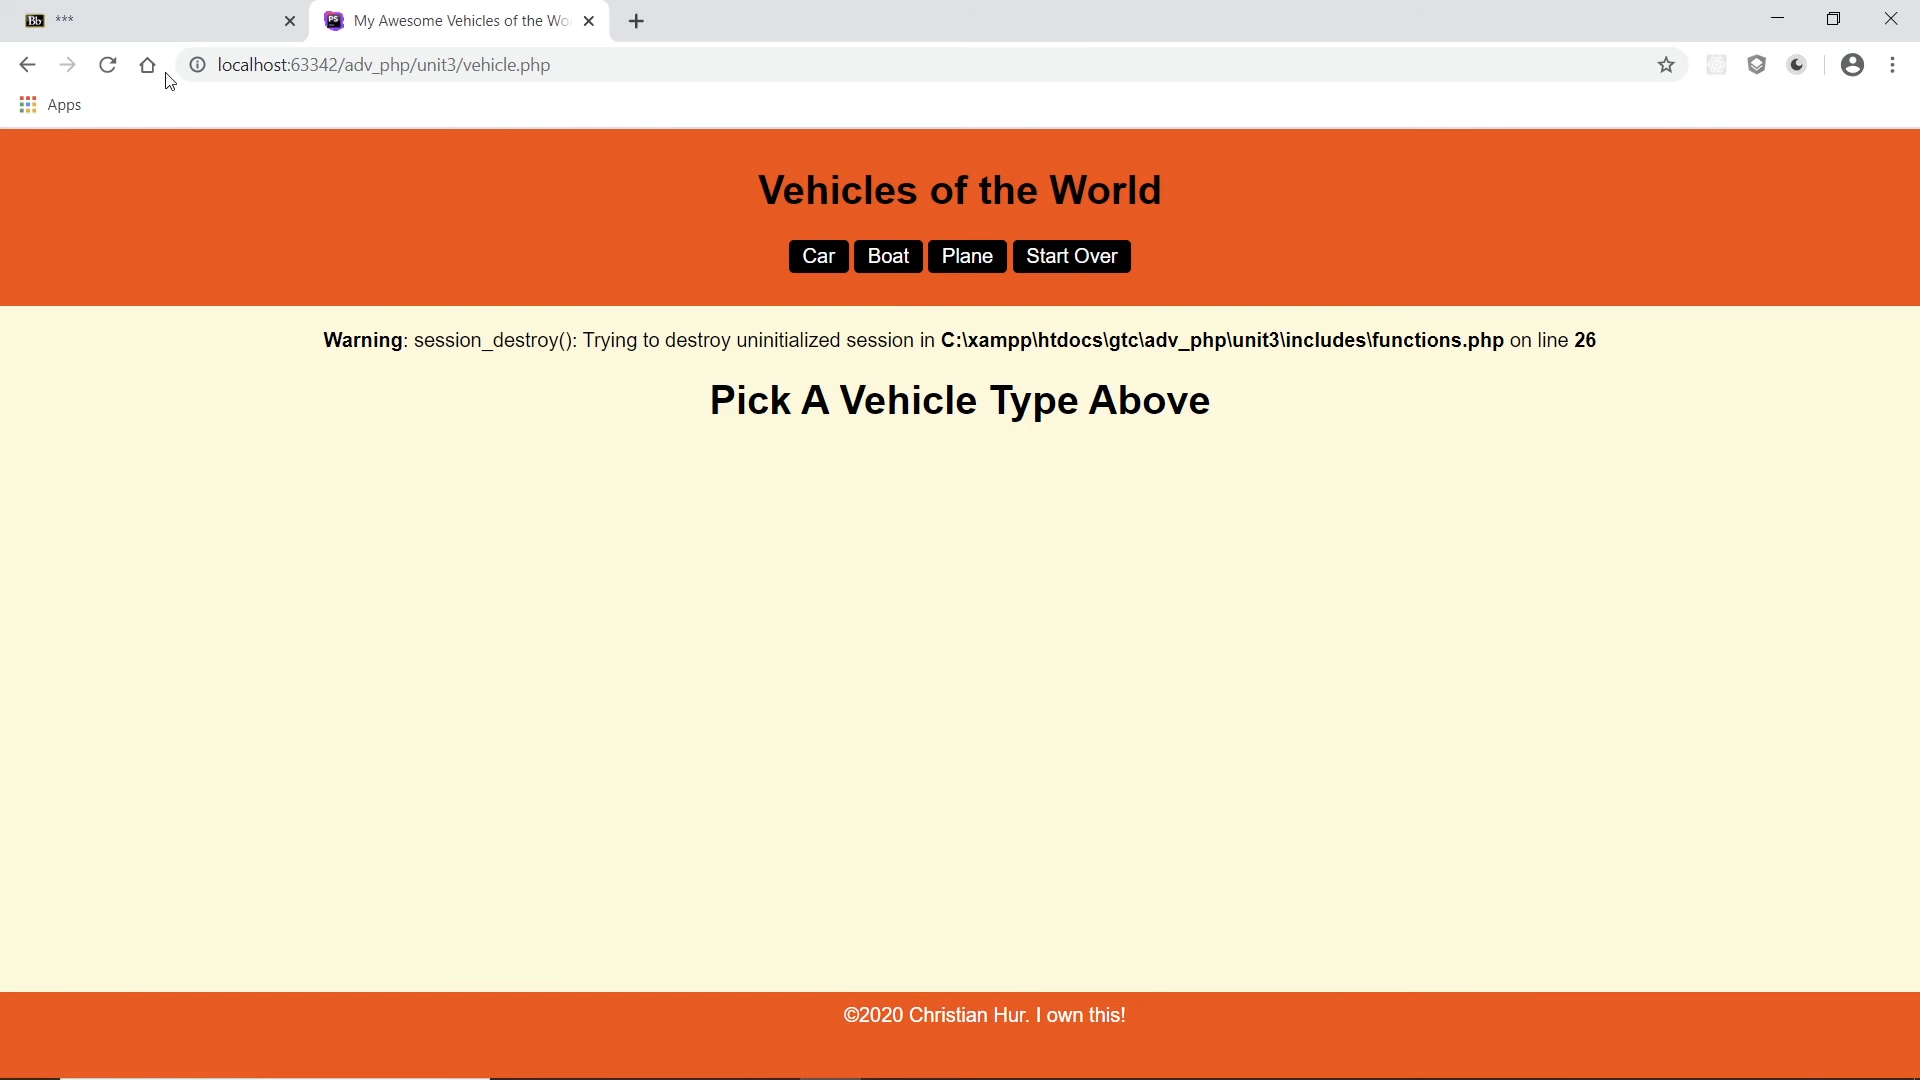 Bb ***
PS My Awesome Vehicles of the Wo
localhost:63342/adv_php/unit3/vehicle.php
Apps
Vehicles of the World
Car Boat Plane Start Over
Warning: session_destroy(): Trying to destroy uninitialized session in C:\xampp\htdocs\gtc\adv_php\unit3\includes\functions.php on line 26
Pick A Vehicle Type Above
©2020 Christian Hur. I own this!